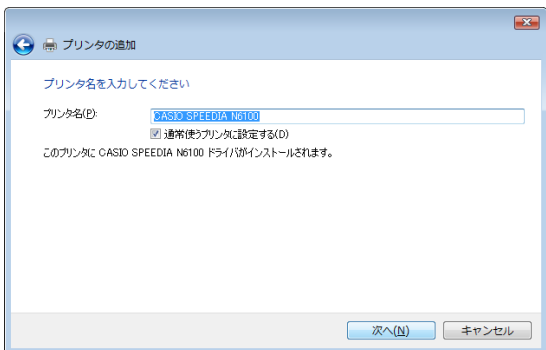 プリンタの追加
プリンタ名を入力してください
プリンタ名(P): CASIO SPEEDIA N6100
通常使うプリンタに設定する(D)
このプリンタに CASIO SPEEDIA N6100 ドライバがインストールされます。
次へ(N) キャンセル